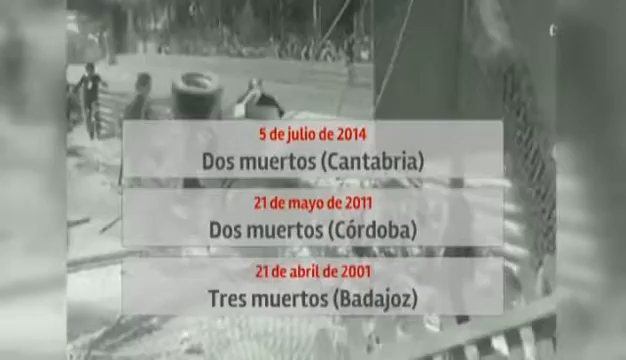 5 de julio de 2014
Dos muertos (Cantabria)
21 de mayo de 2011
Dos muertos (Córdoba)
21 de abril de 2001
Tres muertos (Badajoz)